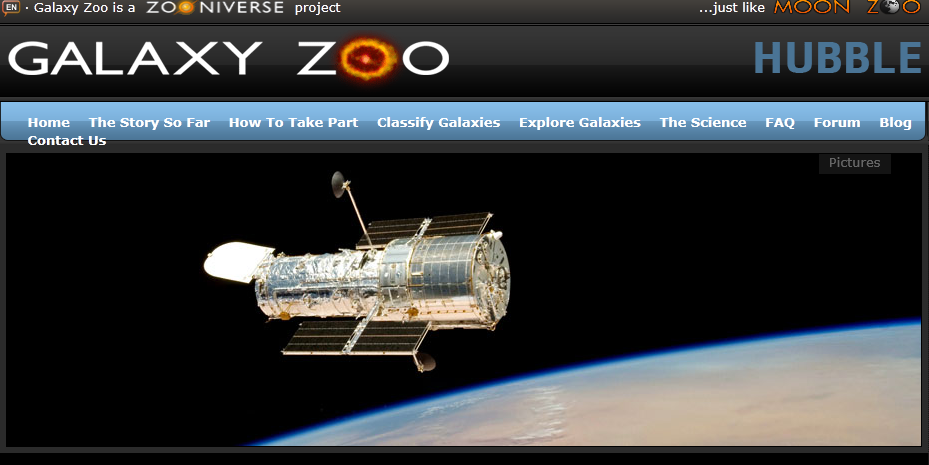 EN · Galaxy Zoo is a ZOONIVERSE project ...just like MOON ZOO
GALAXY ZOO HUBBLE
Home The Story So Far How To Take Part Classify Galaxies Explore Galaxies The Science FAQ Forum Blog
Contact Us
Pictures